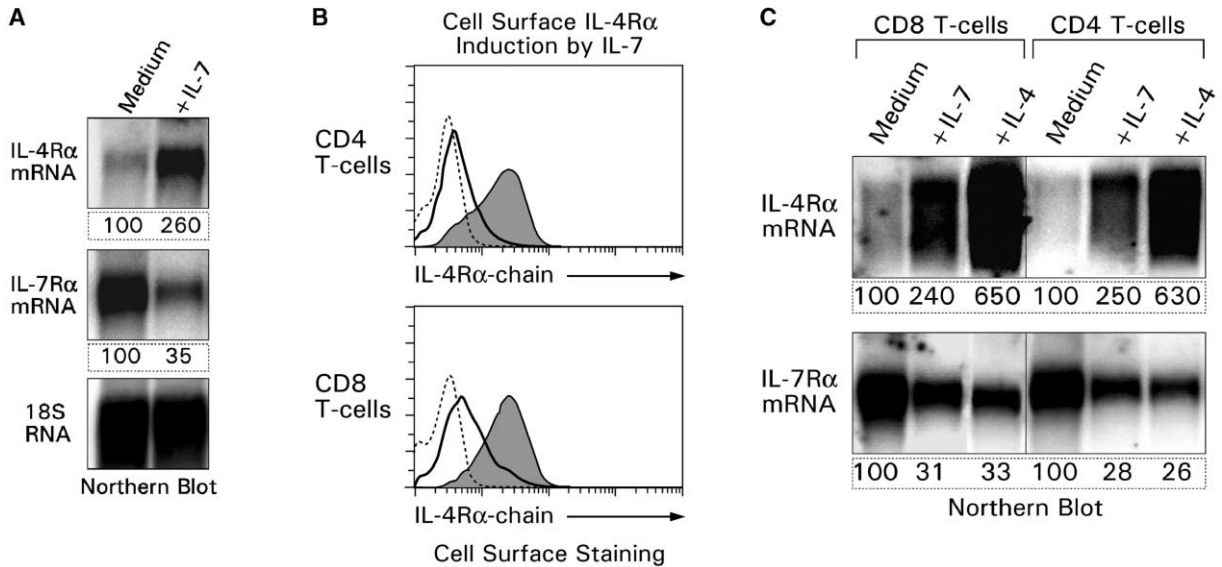 A
Medium
+ IL-7
IL-4Rα
mRNA
100 260
IL-7Rα
mRNA
100 35
18S
RNA
Northern Blot
B
Cell Surface IL-4Rα
Induction by IL-7
CD4
T-cells
IL-4Rα-chain
CD8
T-cells
IL-4Rα-chain
Cell Surface Staining
C
CD8 T-cells CD4 T-cells
Medium
+ IL-7
+ IL-4
Medium
+ IL-7
+ IL-4
IL-4Rα
mRNA
100 240 650 100 250 630
IL-7Rα
mRNA
100 31 33 100 28 26
Northern Blot